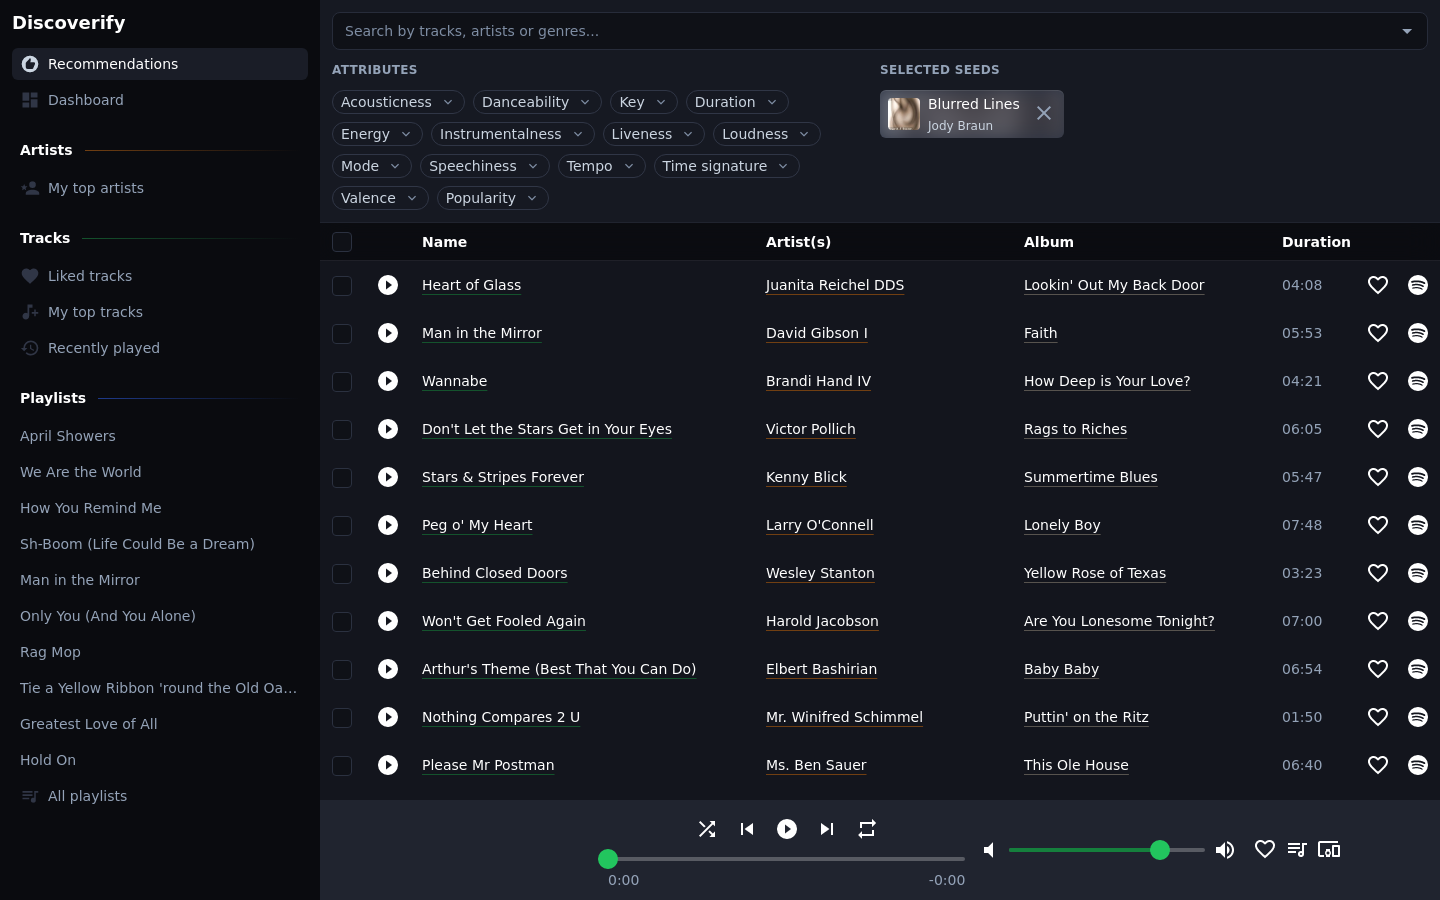 Discoverify
Recommendations
Dashboard
Artists
My top artists
Tracks
Liked tracks
My top tracks
Recently played
Playlists
April Showers
We Are the World
How You Remind Me
Sh-Boom (Life Could Be a Dream)
Man in the Mirror
Only You (And You Alone)
Rag Mop
Tie a Yellow Ribbon 'round the Old Oa...
Greatest Love of All
Hold On
All playlists
Search by tracks, artists or genres...
ATTRIBUTES
Acousticness Danceability Key Duration
Energy Instrumentalness Liveness Loudness
Mode Speechiness Tempo Time signature
Valence Popularity
SELECTED SEEDS
Blurred Lines
Jody Braun
Name Artist(s) Album Duration
Heart of Glass Juanita Reichel DDS Lookin' Out My Back Door 04:08
Man in the Mirror David Gibson I Faith 05:53
Wannabe Brandi Hand IV How Deep is Your Love? 04:21
Don't Let the Stars Get in Your Eyes Victor Pollich Rags to Riches 06:05
Stars & Stripes Forever Kenny Blick Summertime Blues 05:47
Peg o' My Heart Larry O'Connell Lonely Boy 07:48
Behind Closed Doors Wesley Stanton Yellow Rose of Texas 03:23
Won't Get Fooled Again Harold Jacobson Are You Lonesome Tonight? 07:00
Arthur's Theme (Best That You Can Do) Elbert Bashirian Baby Baby 06:54
Nothing Compares 2 U Mr. Winifred Schimmel Puttin' on the Ritz 01:50
Please Mr Postman Ms. Ben Sauer This Ole House 06:40
0:00 -0:00